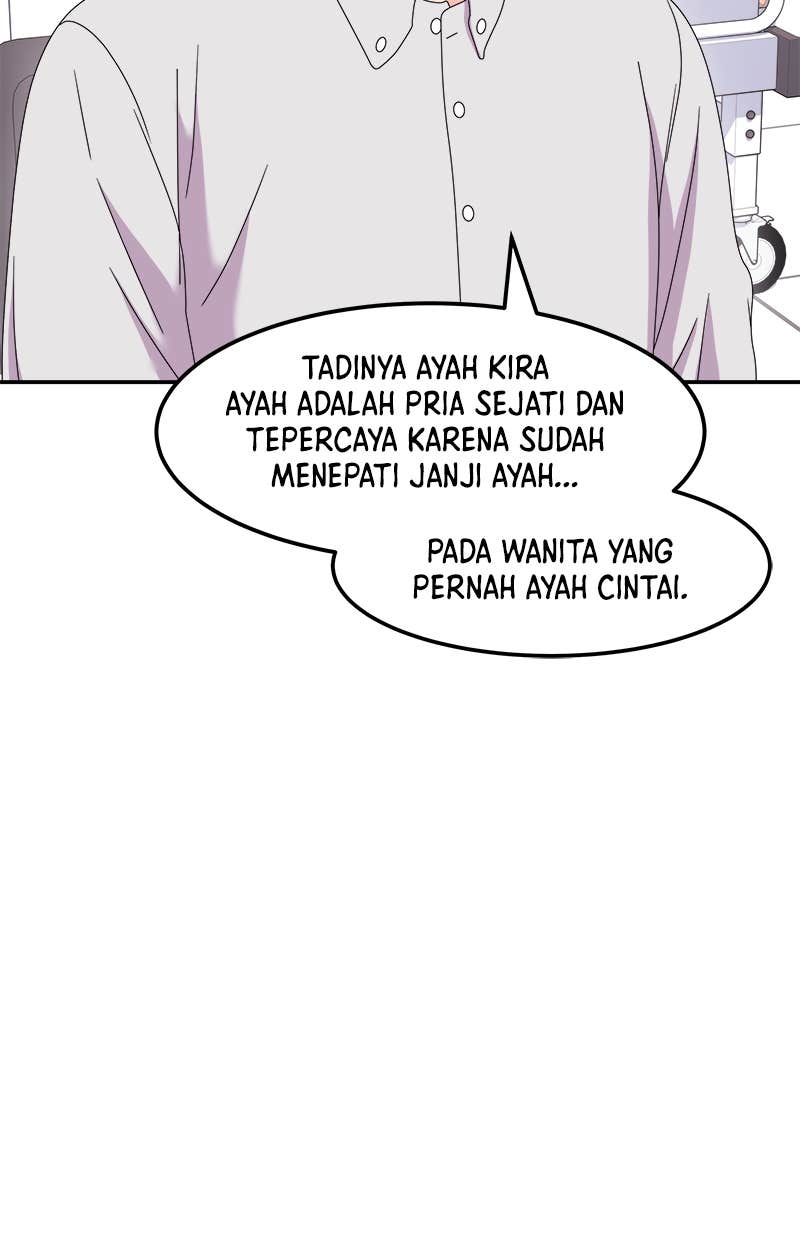 TADINYA AYAH KIRA
AYAH ADALAH PRIA SEJATI DAN
TEPERCAYA KARENA SUDAH
MENEPATI JANJI AYAH...
PADA WANITA YANG
PERNAH AYAH CINTAI.